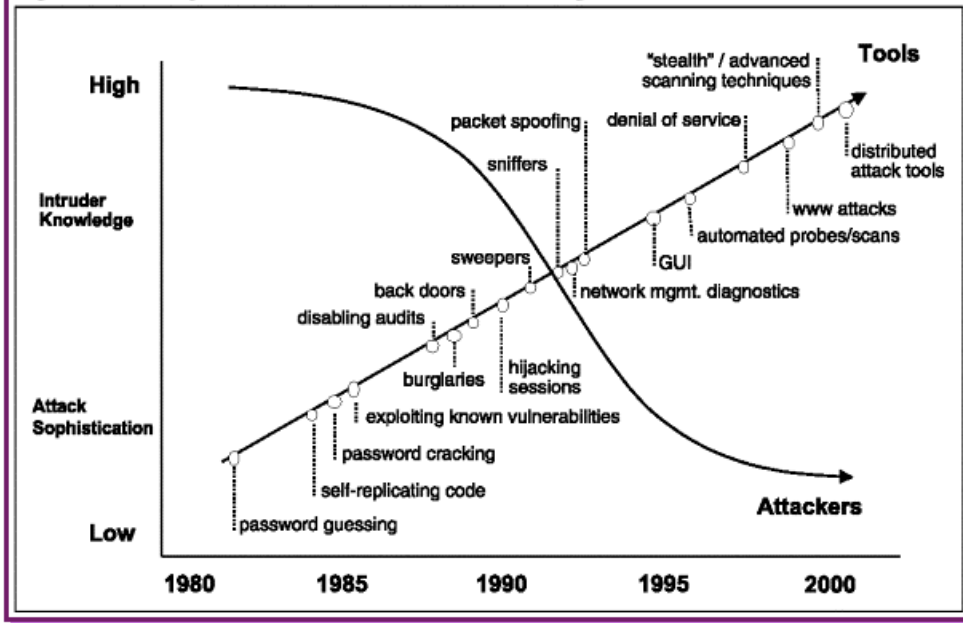 High
Intruder
Knowledge
Attack
Sophistication
Low
Tools
"stealth" / advanced
scanning techniques
packet spoofing
denial of service
sniffers
distributed
attack tools
www attacks
automated probes/scans
GUI
sweepers
network mgmt. diagnostics
back doors
disabling audits
hijacking
sessions
burglaries
exploiting known vulnerabilities
password cracking
self-replicating code
password guessing
Attackers
1980
1985
1990
1995
2000